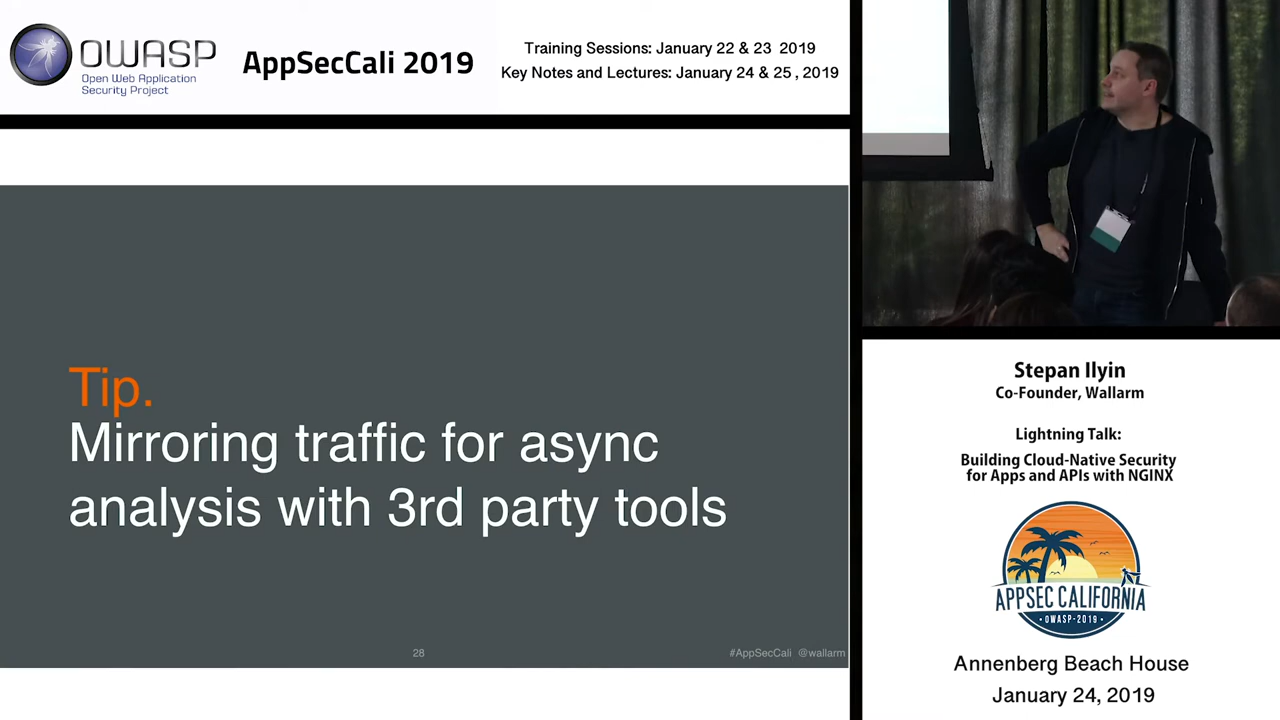 OWASP
Open Web Application
Security Project
AppSecCali 2019
Training Sessions: January 22 & 23 2019
Key Notes and Lectures: January 24 & 25 , 2019
Tip.
Mirroring traffic for async
analysis with 3rd party tools
28
#AppSecCali @wallarm
Stepan Ilyin
Co-Founder, Wallarm
Lightning Talk:
Building Cloud-Native Security
for Apps and APIs with NGINX
APPSEC CALIFORNIA
· OWASP-2019 ·
Annenberg Beach House
January 24, 2019